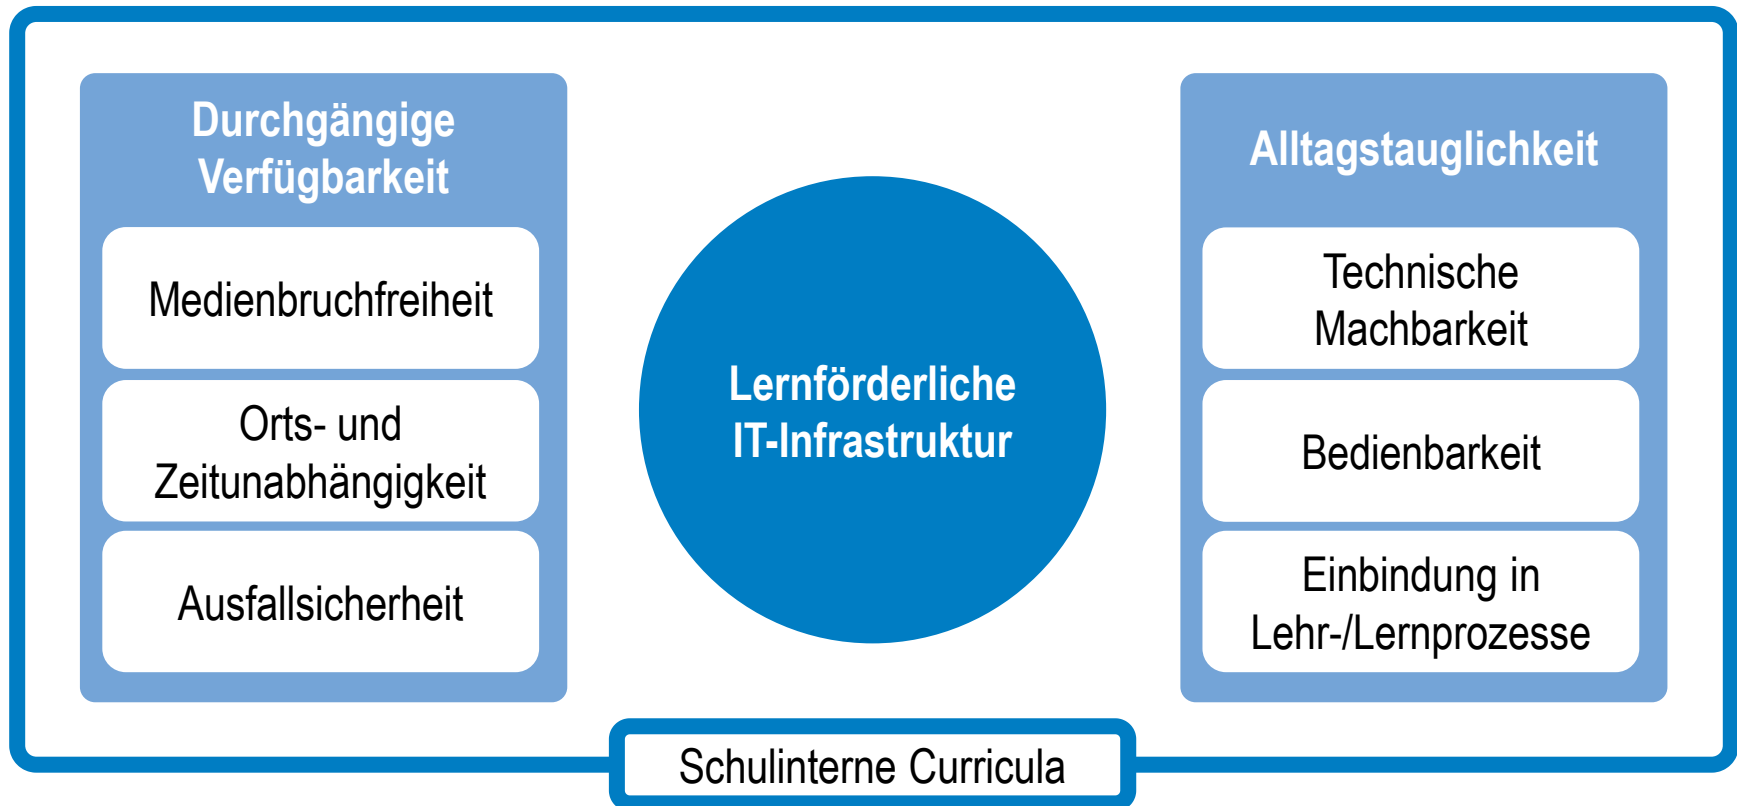 Durchgängige
Verfügbarkeit
Medienbruchfreiheit
Orts- und
Zeitunabhängigkeit
Ausfallsicherheit
Lernförderliche
IT-Infrastruktur
Alltagstauglichkeit
Technische
Machbarkeit
Bedienbarkeit
Einbindung in
Lehr-/Lernprozesse
Schulinterne Curricula